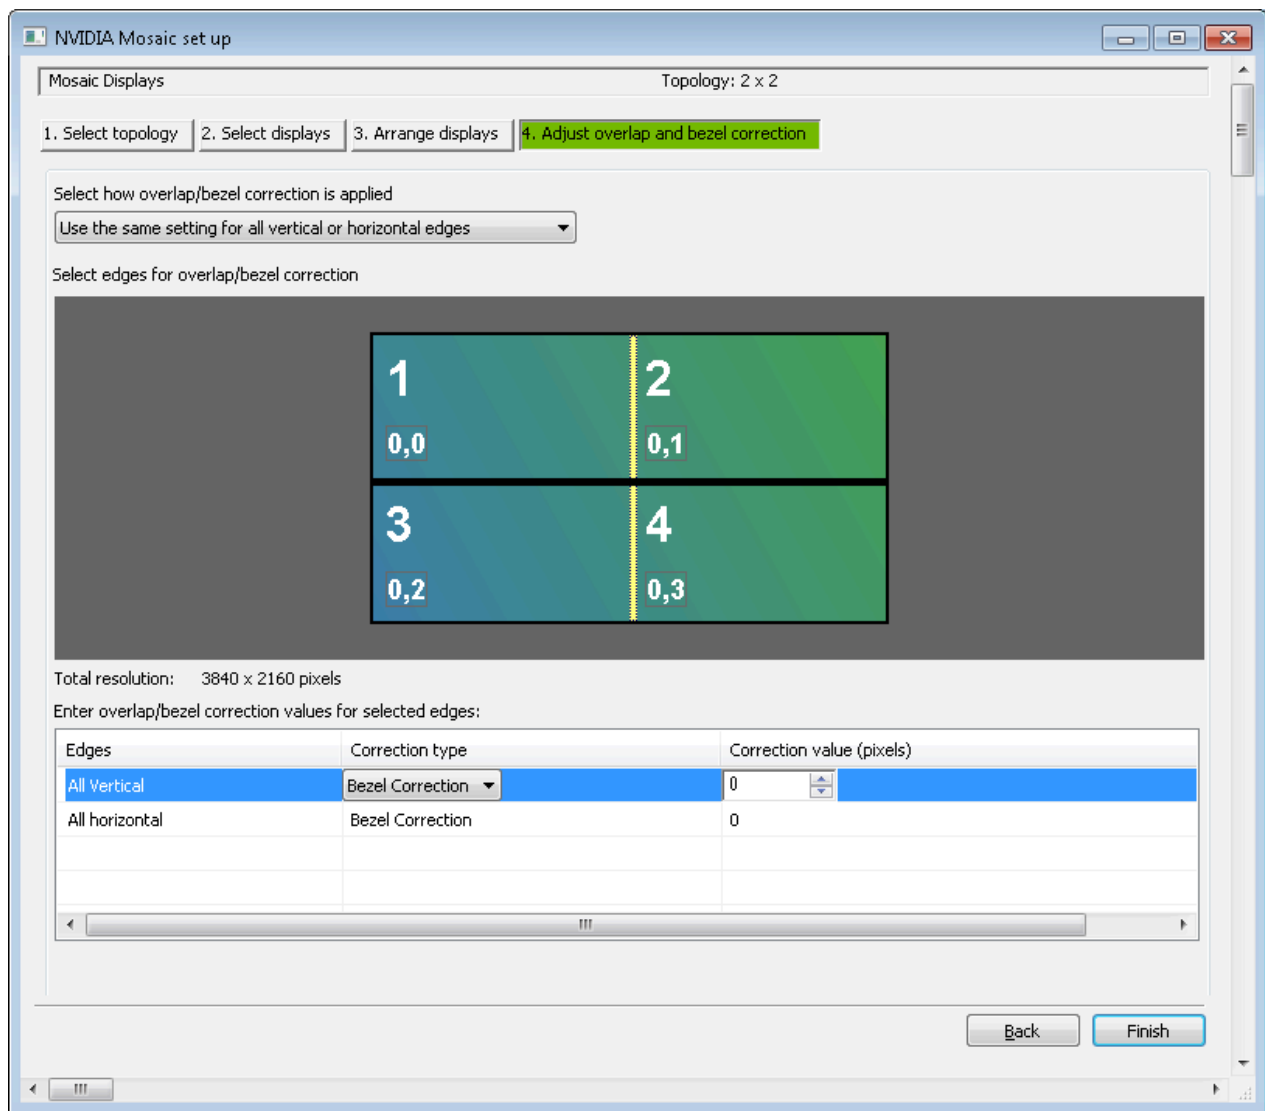 NVIDIA Mosaic set up
Mosaic Displays Topology: 2 x 2
1. Select topology 2. Select displays 3. Arrange displays 4. Adjust overlap and bezel correction
Select how overlap/bezel correction is applied
Use the same setting for all vertical or horizontal edges
Select edges for overlap/bezel correction
1 2
0,0 0,1
3 4
0,2 0,3
Total resolution: 3840 x 2160 pixels
Enter overlap/bezel correction values for selected edges:
Edges Correction type Correction value (pixels)
All Vertical Bezel Correction 0
All horizontal Bezel Correction 0
Back Finish